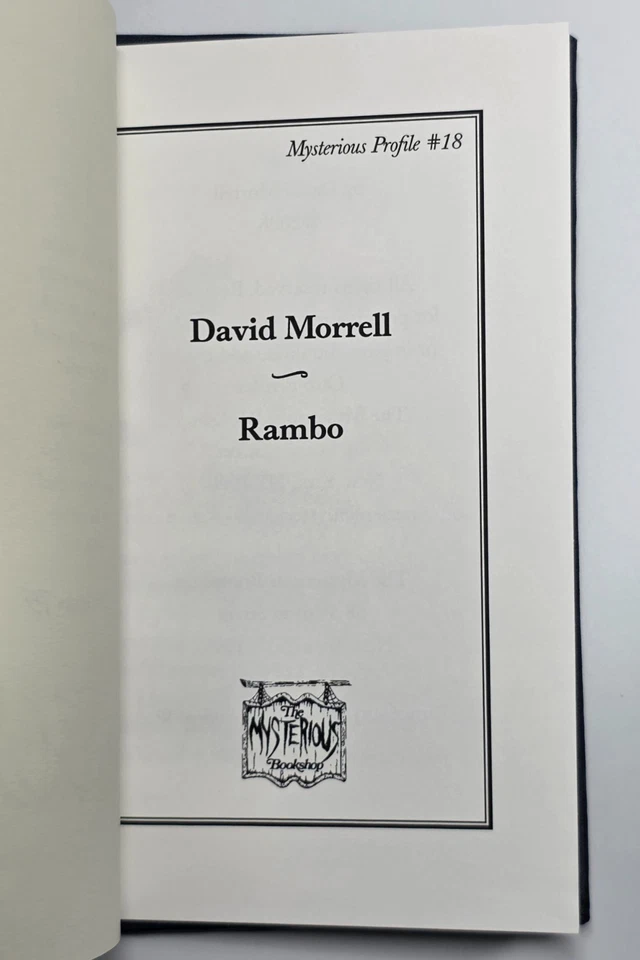 Mysterious Profile #18
David Morrell
Rambo
The
MYSTERIOUS
Bookshop